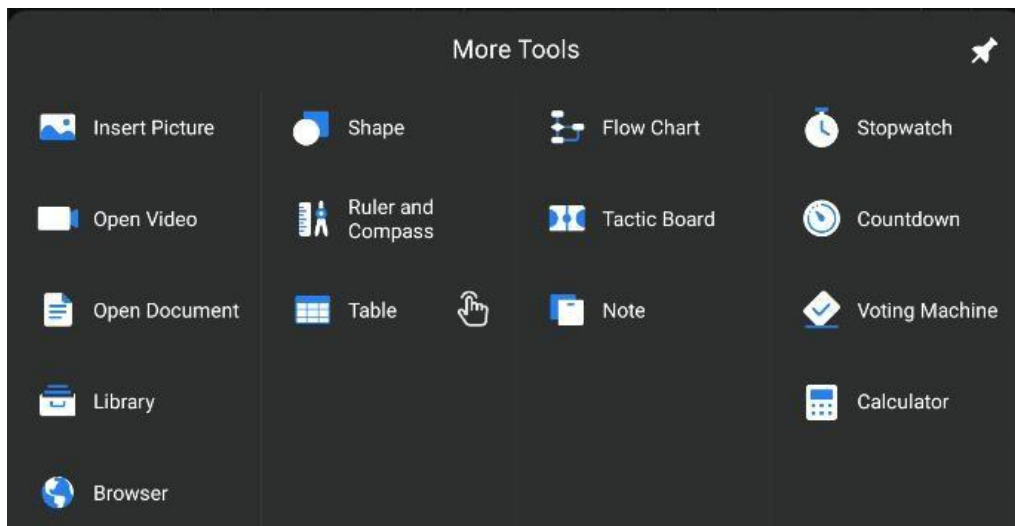 More Tools
Insert Picture
Open Video
Open Document
Library
Browser
Shape
Ruler and
Compass
Table
Flow Chart
Tactic Board
Note
Stopwatch
Countdown
Voting Machine
Calculator